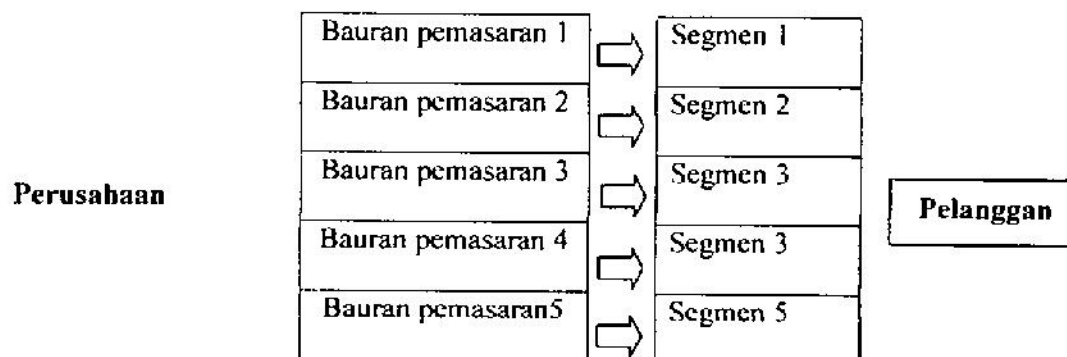 Bauran pemasaran 1
Segmen 1
Bauran pemasaran 2
Segmen 2
Bauran pemasaran 3
Segmen 3
Perusahaan
Pelanggan
Bauran pemasaran 4
Segmen 3
Bauran pemasaran5
Segmen 5